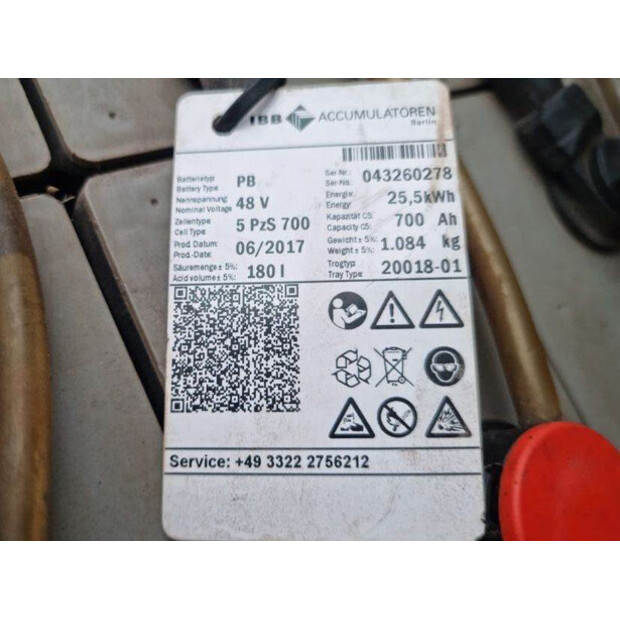 IBB ACCUMULATOREN
Berlin
Batterietyp: PB
Battery Type
Ser Nr.: 043260278
Ser-No.:
Nennspannung: 48 V
Nominal Voltage
Energie: 25,5kWh
Energy:
Zellentype: 5 PzS 700
Cell Type
Kapazität C5: 700 Ah
Capacity C5:
Prod Datum: 06/2017
Prod.-Date:
Gewicht ± 5%: 1.084 kg
Weight ± 5%:
Säuremenge ± 5%: 180 l
Acid volume ± 5%:
Trogtyp: 20018-01
Tray Type:
Service: +49 3322 2756212